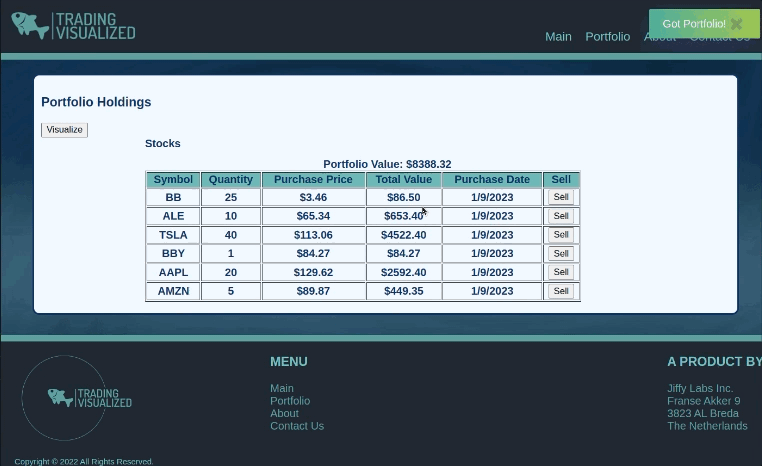 TRADING
VISUALIZED
Got Portfolio!
Main Portfolio About Contact Us
Portfolio Holdings
Visualize
Stocks
Portfolio Value: $8388.32
Symbol Quantity Purchase Price Total Value Purchase Date Sell
BB 25 $3.46 $86.50 1/9/2023 Sell
ALE 10 $65.34 $653.40 1/9/2023 Sell
TSLA 40 $113.06 $4522.40 1/9/2023 Sell
BBY 1 $84.27 $84.27 1/9/2023 Sell
AAPL 20 $129.62 $2592.40 1/9/2023 Sell
AMZN 5 $89.87 $449.35 1/9/2023 Sell
TRADING
VISUALIZED
MENU
Main
Portfolio
About
Contact Us
A PRODUCT BY
Jiffy Labs Inc.
Franse Akker 9
3823 AL Breda
The Netherlands
Copyright © 2022 All Rights Reserved.